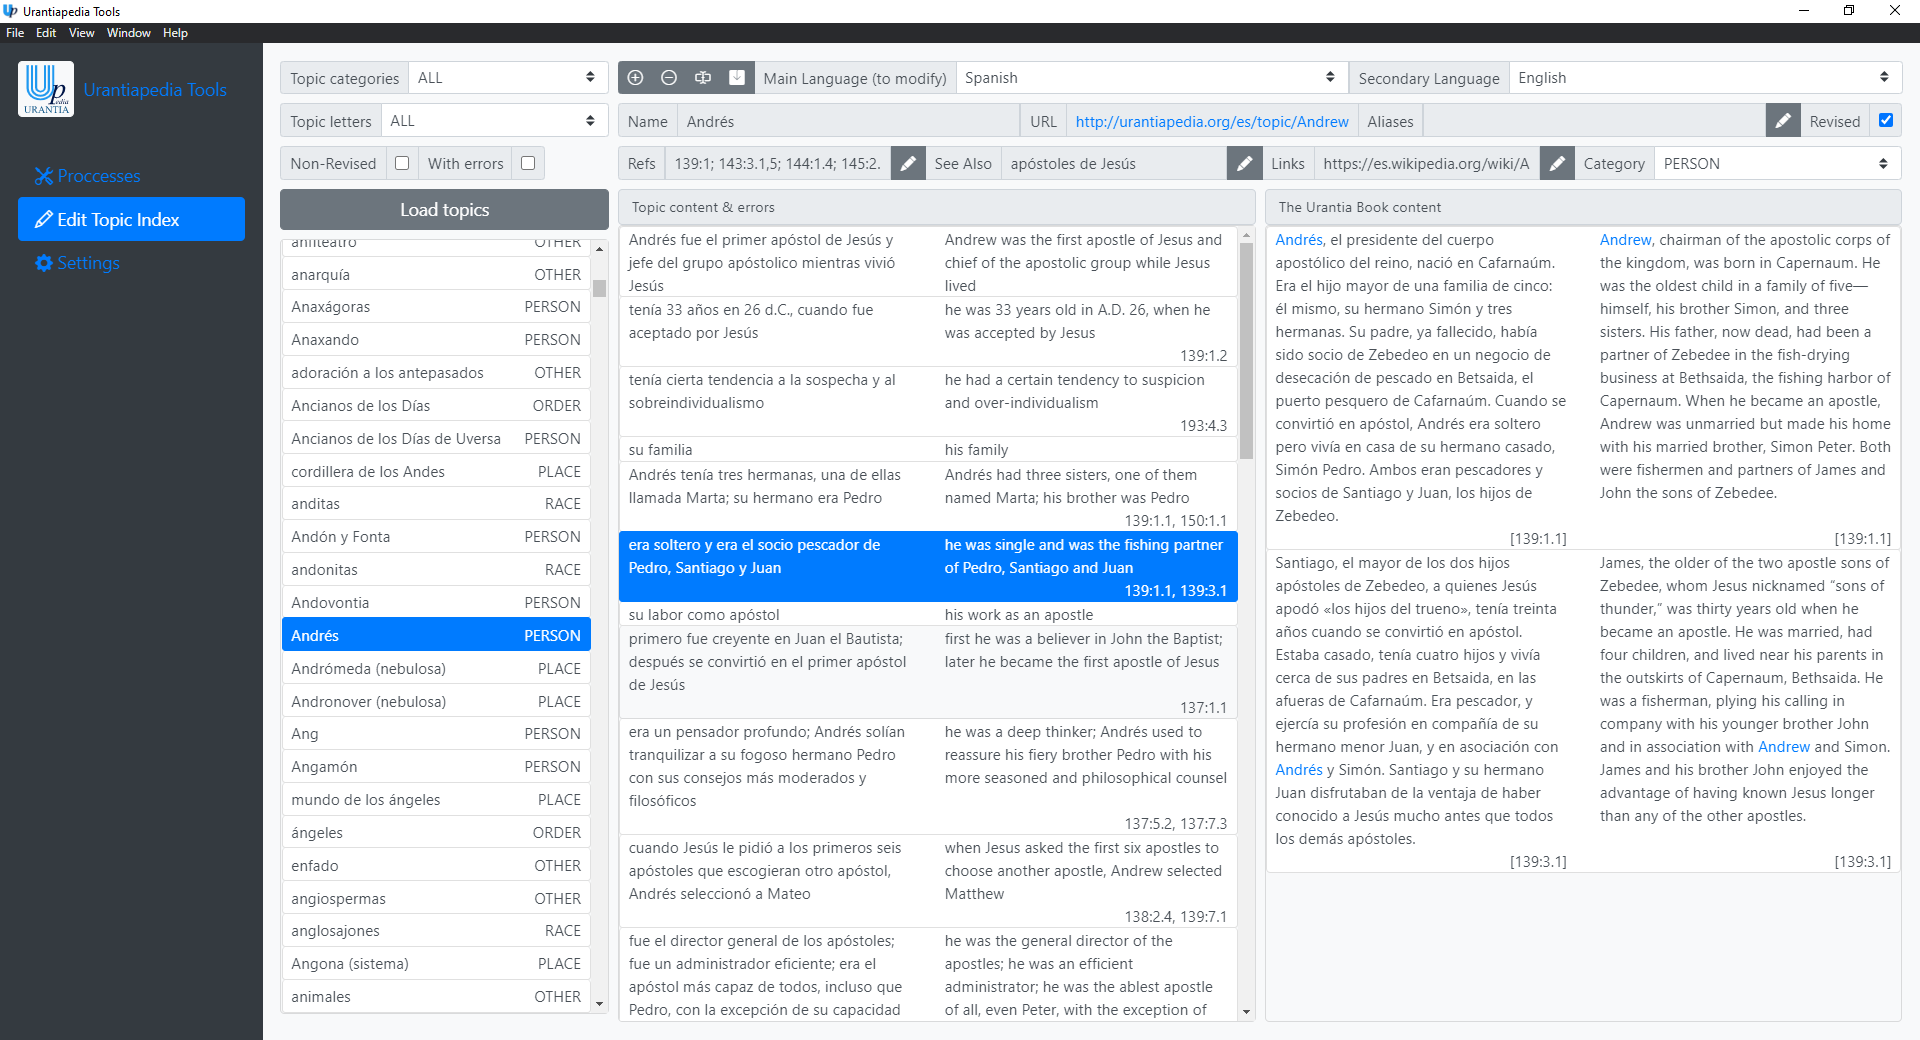 Urantiapedia Tools
File Edit View Window Help
Up
edia
URANTIA
Urantiapedia Tools
Proccesses
Edit Topic Index
Settings
Topic categories ALL
Topic letters ALL
Non-Revised With errors
Load topics
anfiteatro OTHER
anarquía OTHER
Anaxágoras PERSON
Anaxando PERSON
adoración a los antepasados OTHER
Ancianos de los Días ORDER
Ancianos de los Días de Uversa PERSON
cordillera de los Andes PLACE
anditas RACE
Andón y Fonta PERSON
andonitas RACE
Andovontia PERSON
Andrés PERSON
Andrómeda (nebulosa) PLACE
Andronover (nebulosa) PLACE
Ang PERSON
Angamón PERSON
mundo de los ángeles PLACE
ángeles ORDER
enfado OTHER
angiospermas OTHER
anglosajones RACE
Angona (sistema) PLACE
animales OTHER
Main Language (to modify) Spanish Secondary Language English
Name Andrés URL http://urantiapedia.org/es/topic/Andrew Aliases Revised
Refs 139:1; 143:3.1,5; 144:1.4; 145:2. See Also apóstoles de Jesús Links https://es.wikipedia.org/wiki/A Category PERSON
Topic content & errors
Andrés fue el primer apóstol de Jesús y
jefe del grupo apóstolico mientras vivió
Jesús
Andrew was the first apostle of Jesus and
chief of the apostolic group while Jesus
lived
tenía 33 años en 26 d.C., cuando fue
aceptado por Jesús
he was 33 years old in A.D. 26, when he
was accepted by Jesus
139:1.2
tenía cierta tendencia a la sospecha y al
sobreindividualismo
he had a certain tendency to suspicion
and over-individualism
193:4.3
su familia
his family
Andrés tenía tres hermanas, una de ellas
llamada Marta; su hermano era Pedro
Andrés had three sisters, one of them
named Marta; his brother was Pedro
139:1.1, 150:1.1
era soltero y era el socio pescador de
Pedro, Santiago y Juan
he was single and was the fishing partner
of Pedro, Santiago and Juan
139:1.1, 139:3.1
su labor como apóstol
his work as an apostle
primero fue creyente en Juan el Bautista;
después se convirtió en el primer apóstol
de Jesús
first he was a believer in John the Baptist;
later he became the first apostle of Jesus
137:1.1
era un pensador profundo; Andrés solían
tranquilizar a su fogoso hermano Pedro
con sus consejos más moderados y
filosóficos
he was a deep thinker; Andrés used to
reassure his fiery brother Pedro with his
more seasoned and philosophical counsel
137:5.2, 137:7.3
cuando Jesús le pidió a los primeros seis
apóstoles que escogieran otro apóstol,
Andrés seleccionó a Mateo
when Jesus asked the first six apostles to
choose another apostle, Andrew selected
Matthew
138:2.4, 139:7.1
fue el director general de los apóstoles;
fue un administrador eficiente; era el
apóstol más capaz de todos, incluso que
Pedro, con la excepción de su capacidad
he was the general director of the
apostles; he was an efficient
administrator; he was the ablest apostle
of all, even Peter, with the exception of
The Urantia Book content
Andrés, el presidente del cuerpo
apostólico del reino, nació en Cafarnaúm.
Era el hijo mayor de una familia de cinco:
él mismo, su hermano Simón y tres
hermanas. Su padre, ya fallecido, había
sido socio de Zebedeo en un negocio de
desecación de pescado en Betsaida, el
puerto pesquero de Cafarnaúm. Cuando se
convirtió en apóstol, Andrés era soltero
pero vivía en casa de su hermano casado,
Simón Pedro. Ambos eran pescadores y
socios de Santiago y Juan, los hijos de
Zebedeo.
[139:1.1]
Andrew, chairman of the apostolic corps of
the kingdom, was born in Capernaum. He
was the oldest child in a family of five—
himself, his brother Simon, and three
sisters. His father, now dead, had been a
partner of Zebedee in the fish-drying
business at Bethsaida, the fishing harbor of
Capernaum. When he became an apostle,
Andrew was unmarried but made his home
with his married brother, Simon Peter. Both
were fishermen and partners of James and
John the sons of Zebedee.
[139:1.1]
Santiago, el mayor de los dos hijos
apóstoles de Zebedeo, a quienes Jesús
apodó «los hijos del trueno», tenía treinta
años cuando se convirtió en apóstol.
Estaba casado, tenía cuatro hijos y vivía
cerca de sus padres en Betsaida, en las
afueras de Cafarnaúm. Era pescador, y
ejercía su profesión en compañía de su
hermano menor Juan, y en asociación con
Andrés y Simón. Santiago y su hermano
Juan disfrutaban de la ventaja de haber
conocido a Jesús mucho antes que todos
los demás apóstoles.
[139:3.1]
James, the older of the two apostle sons of
Zebedee, whom Jesus nicknamed “sons of
thunder,” was thirty years old when he
became an apostle. He was married, had
four children, and lived near his parents in
the outskirts of Capernaum, Bethsaida. He
was a fisherman, plying his calling in
company with his younger brother John
and in association with Andrew and Simon.
James and his brother John enjoyed the
advantage of having known Jesus longer
than any of the other apostles.
[139:3.1]